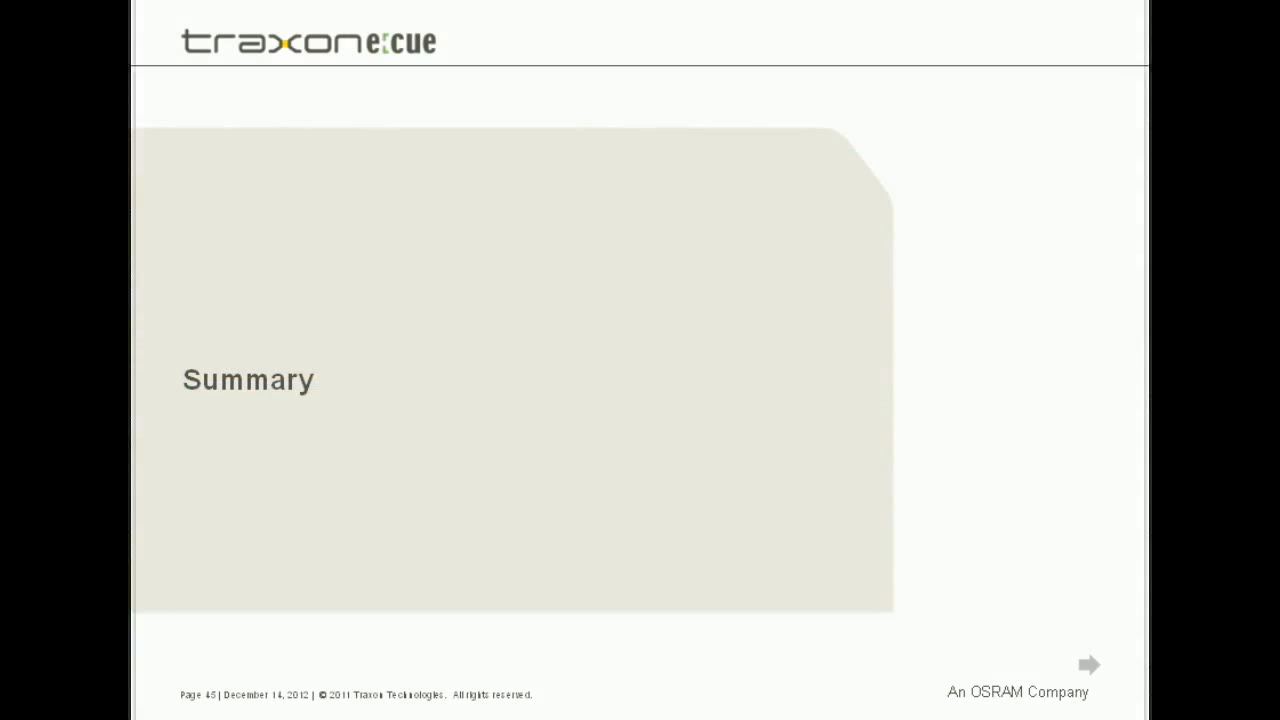 traxon e:cue
Summary
Page 45 | December 14, 2012 | © 2011 Traxon Technologies. All rights reserved.
An OSRAM Company